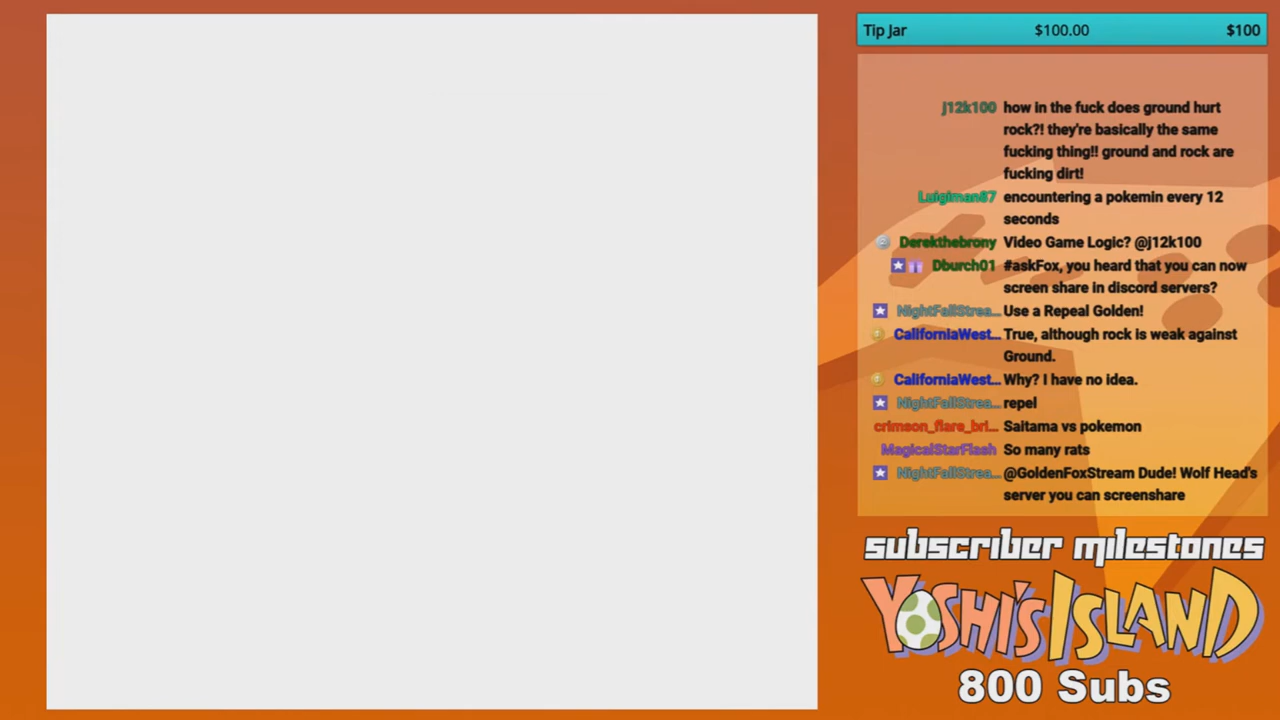 Tip Jar $100.00 $100
j12k100 how in the fuck does ground hurt
rock?! they're basically the same
fucking thing!! ground and rock are
fucking dirt!
Luigiman87 encountering a pokemin every 12
seconds
Derekthebrony Video Game Logic? @j12k100
Dburch01 #askFox, you heard that you can now
screen share in discord servers?
NightFallStrea... Use a Repeal Golden!
CaliforniaWest... True, although rock is weak against
Ground.
CaliforniaWest... Why? I have no idea.
NightFallStrea... repel
crimson_flare_bri... Saitama vs pokemon
MagicalStarFlash So many rats
NightFallStrea... @GoldenFoxStream Dude! Wolf Head's
server you can screenshare
subscriber milestones
YOSHI'S ISLAND
800 Subs